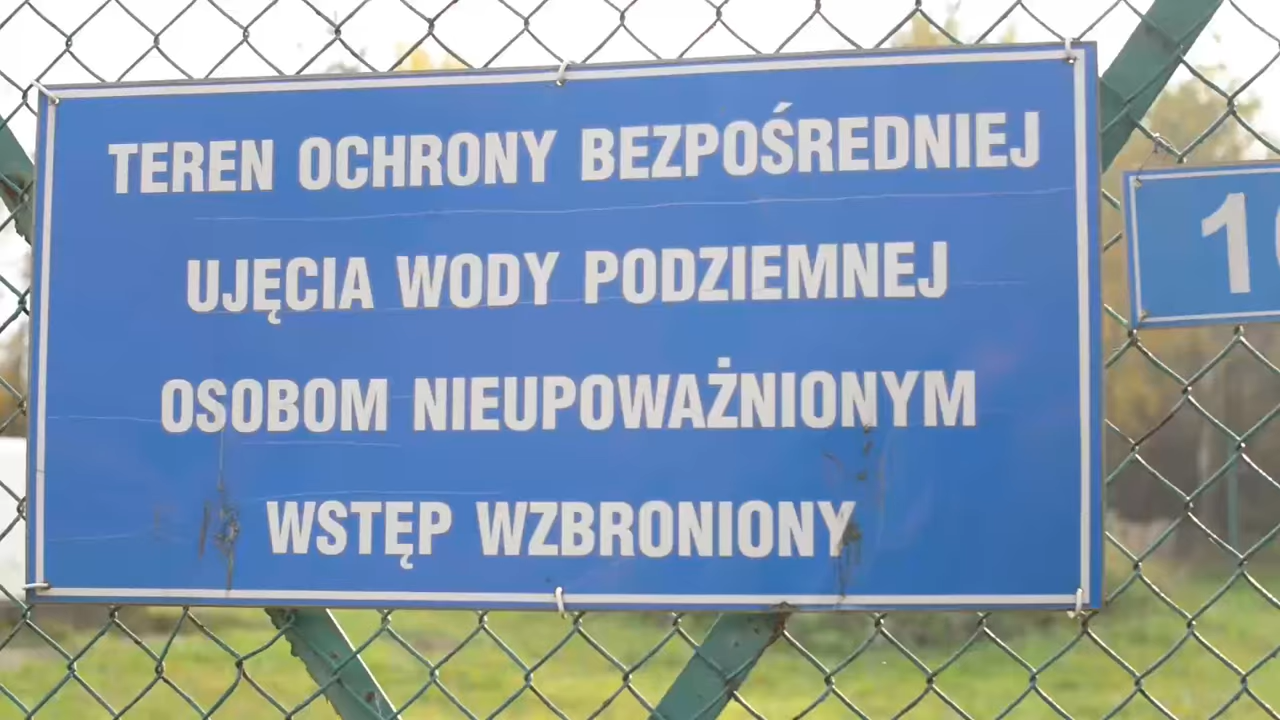 TEREN OCHRONY BEZPOŚREDNIEJ
UJĘCIA WODY PODZIEMNEJ
OSOBOM NIEUPOWAŻNIONYM
WSTĘP WZBRONIONY